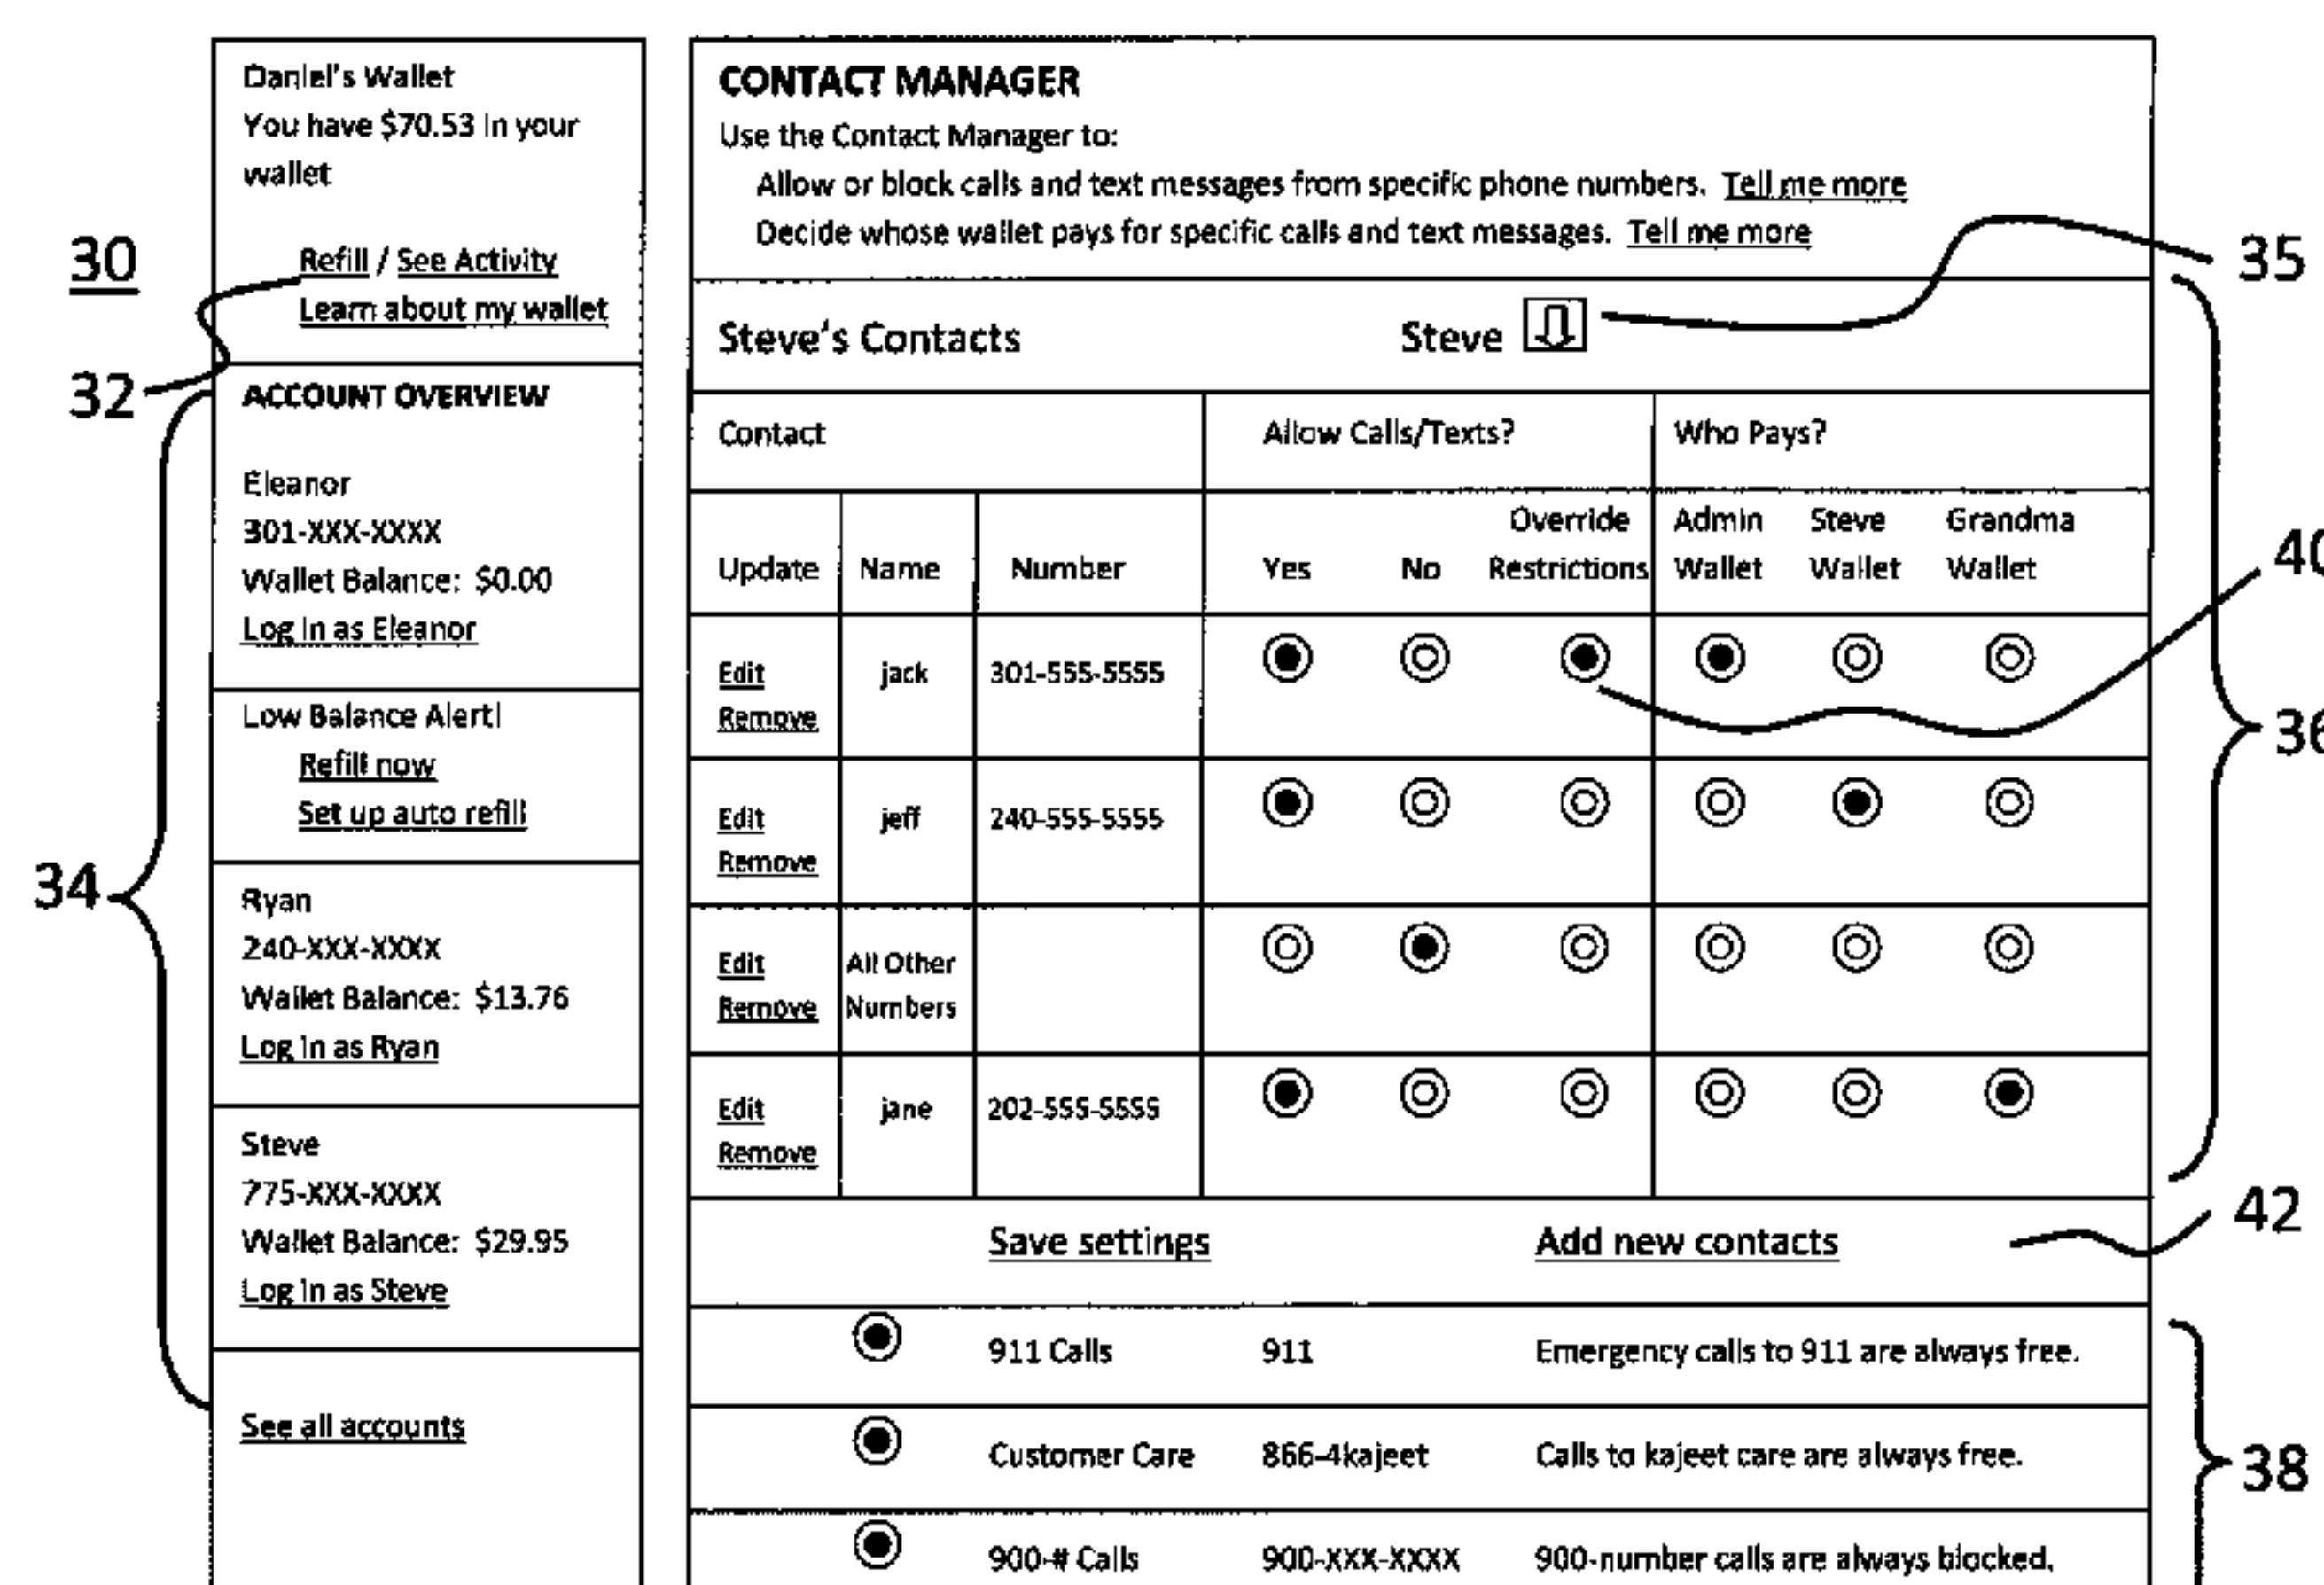 30
32
34
Daniel's Wallet
You have $70.53 in your
wallet
Refill / See Activity
Learn about my wallet
ACCOUNT OVERVIEW
Eleanor
301-XXX-XXXX
Wallet Balance: $0.00
Log in as Eleanor
Low Balance Alert!
Refill now
Set up auto refill
Ryan
240-XXX-XXXX
Wallet Balance: $13.76
Log in as Ryan
Steve
775-XXX-XXXX
Wallet Balance: $29.95
Log in as Steve
See all accounts
CONTACT MANAGER
Use the Contact Manager to:
Allow or block calls and text messages from specific phone numbers. Tell me more
Decide whose wallet pays for specific calls and text messages. Tell me more
Steve's Contacts Steve
Contact Allow Calls/Texts? Who Pays?
Override Admin Steve Grandma
Update Name Number Yes No Restrictions Wallet Wallet Wallet
Edit jack 301-555-5555
Remove
Edit jeff 240-555-5555
Remove
Edit All Other
Remove Numbers
Edit jane 202-555-5555
Remove
Save settings Add new contacts
911 Calls 911 Emergency calls to 911 are always free.
Customer Care 866-4kajeet Calls to kajeet care are always free.
900-# Calls 900-XXX-XXXX 900-number calls are always blocked.
35
40
36
42
38